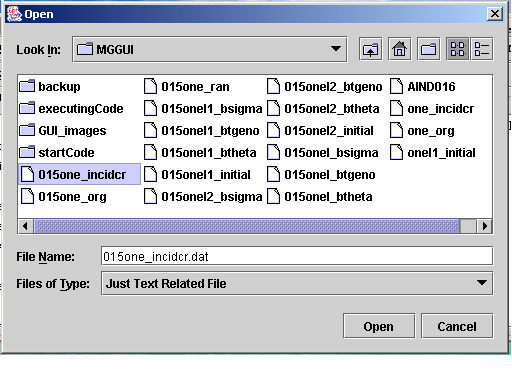 Open
Look In: MGGUI
backup 015one_ran 015onel2_btgeno AIND016
executingCode 015onel1_bsigma 015onel2_btheta one_incidcr
GUI_images 015onel1_btgeno 015onel2_initial one_org
startCode 015onel1_btheta 015onel_bsigma onel1_initial
015one_incidcr 015onel1_initial 015onel_btgeno
015one_org 015onel2_bsigma 015onel_btheta
File Name: 015one_incidcr.dat
Files of Type: Just Text Related File
Open Cancel